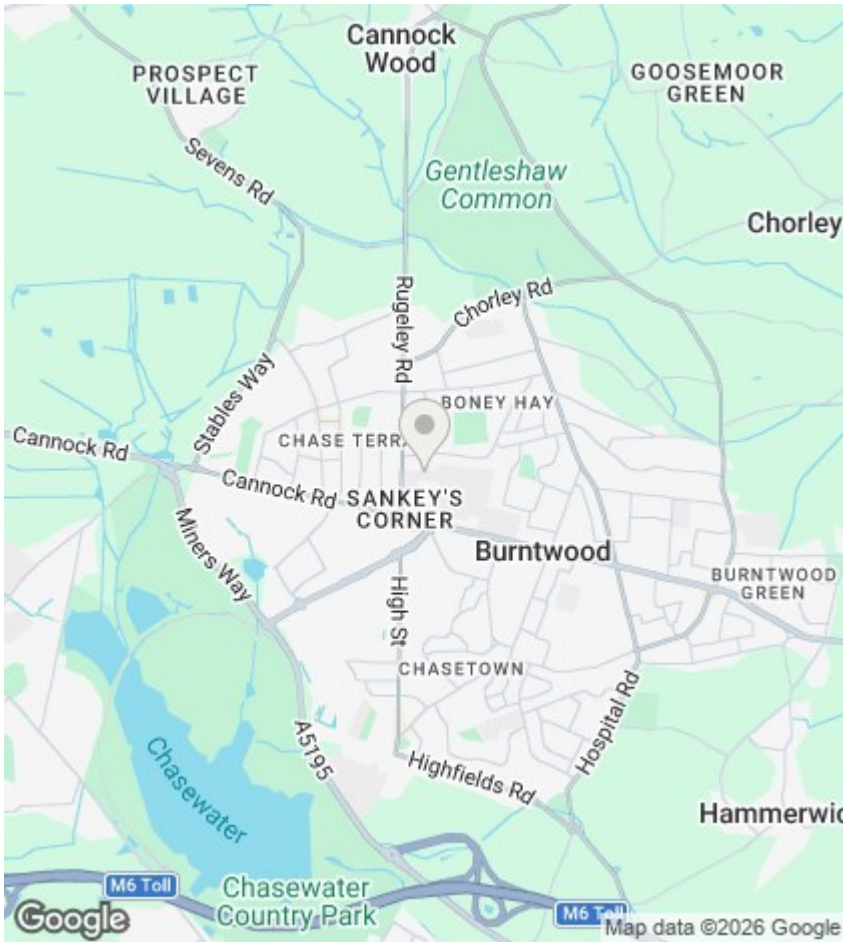 Cannock
Wood
PROSPECT
VILLAGE
GOOSEMOOR
GREEN
Sevens Rd
Gentleshaw
Common
Chorley
Rugeley Rd
Chorley Rd
Stables Way
BONEY HAY
CHASE TERRA
Cannock Rd
Cannock Rd
SANKEY'S
CORNER
Miners Way
Burntwood
BURNTWOOD
GREEN
High St
CHASETOWN
Hospital Rd
A5195
Chasewater
Highfields Rd
Hammerwic
M6 Toll
Chasewater
Country Park
M6 Toll
Google
Map data ©2026 Google